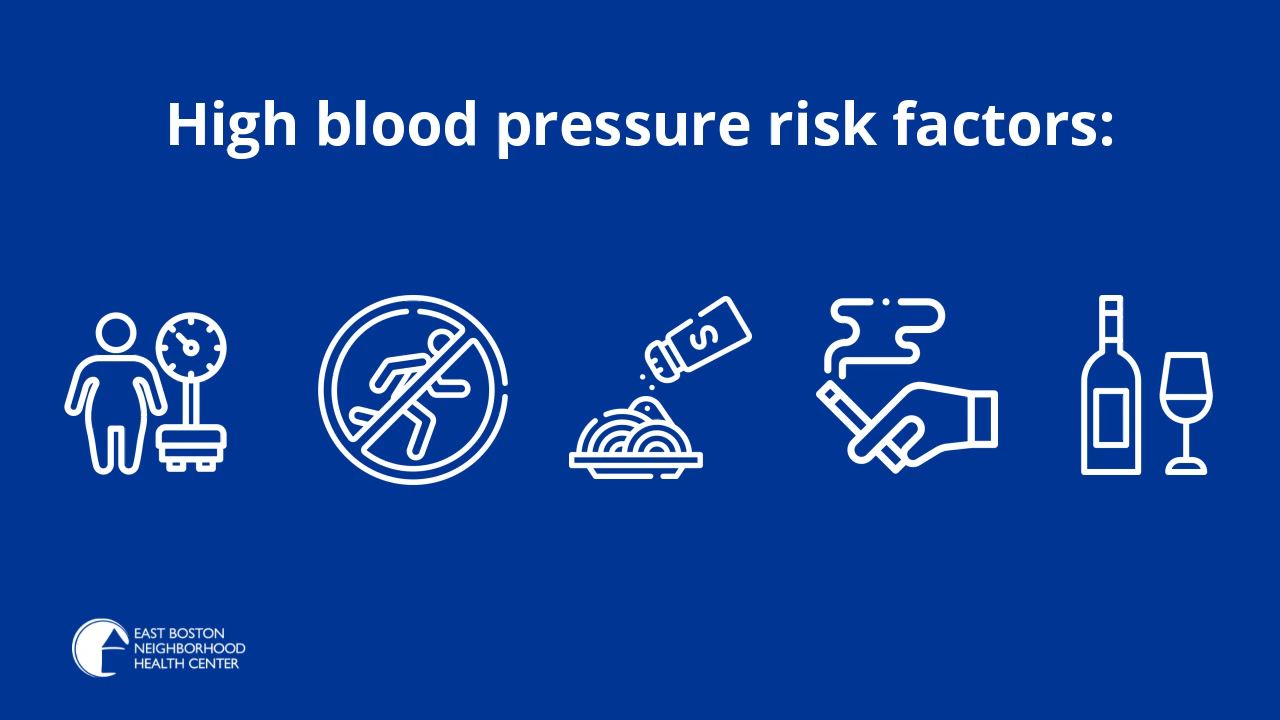 High blood pressure risk factors:
S
EAST BOSTON
NEIGHBORHOOD
HEALTH CENTER